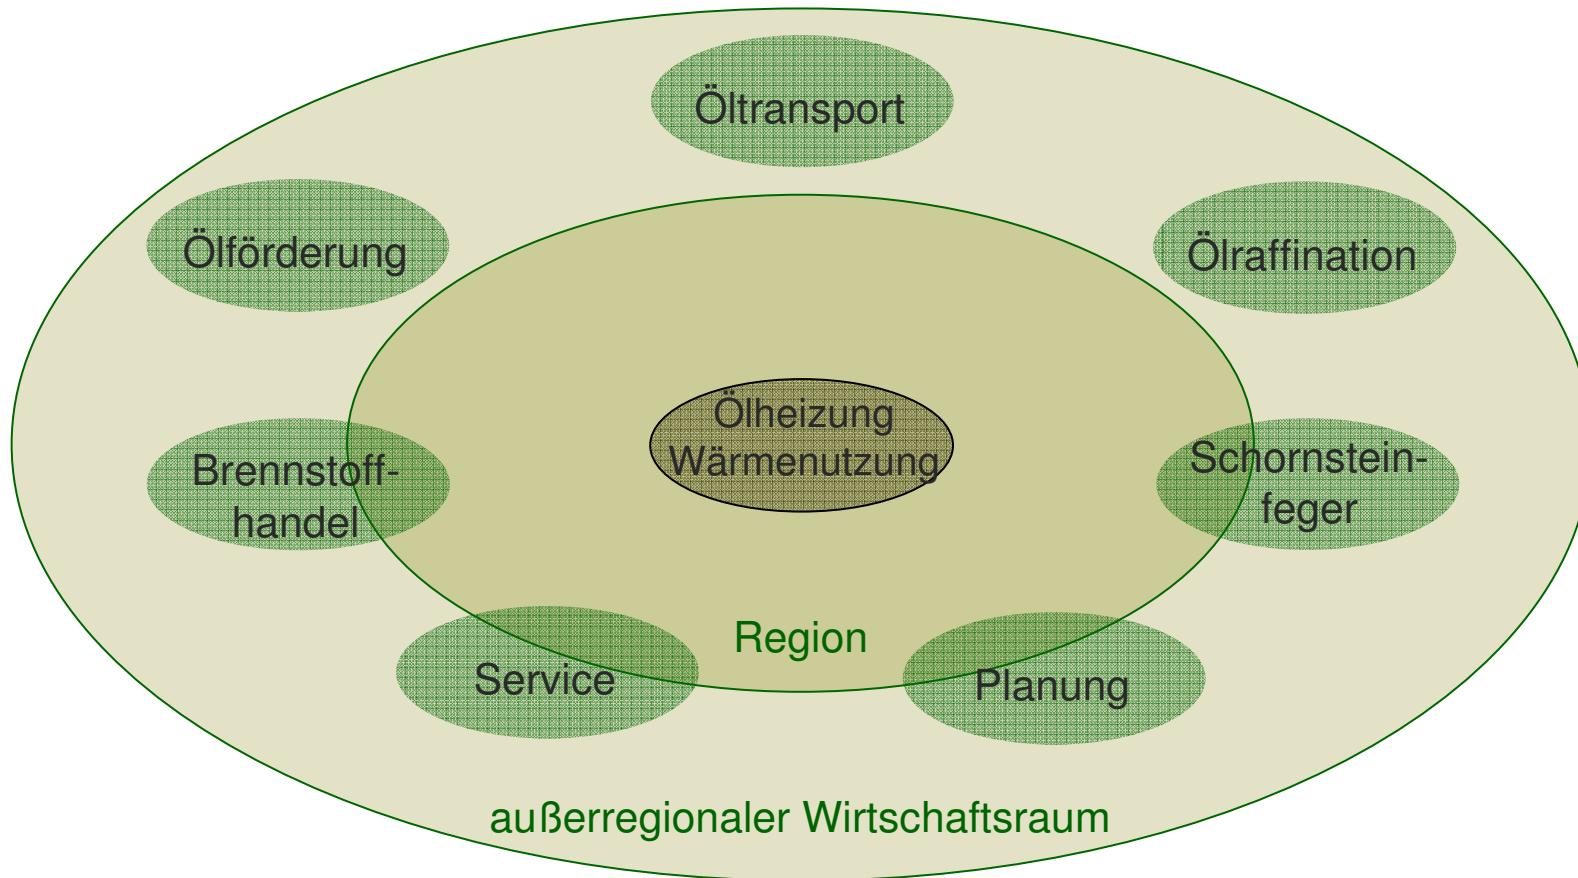 Öltransport
Ölförderung
Ölraffination
Ölheizung
Wärmenutzung
Brennstoff-
handel
Schornstein-
feger
Region
Service
Planung
außerregionaler Wirtschaftsraum